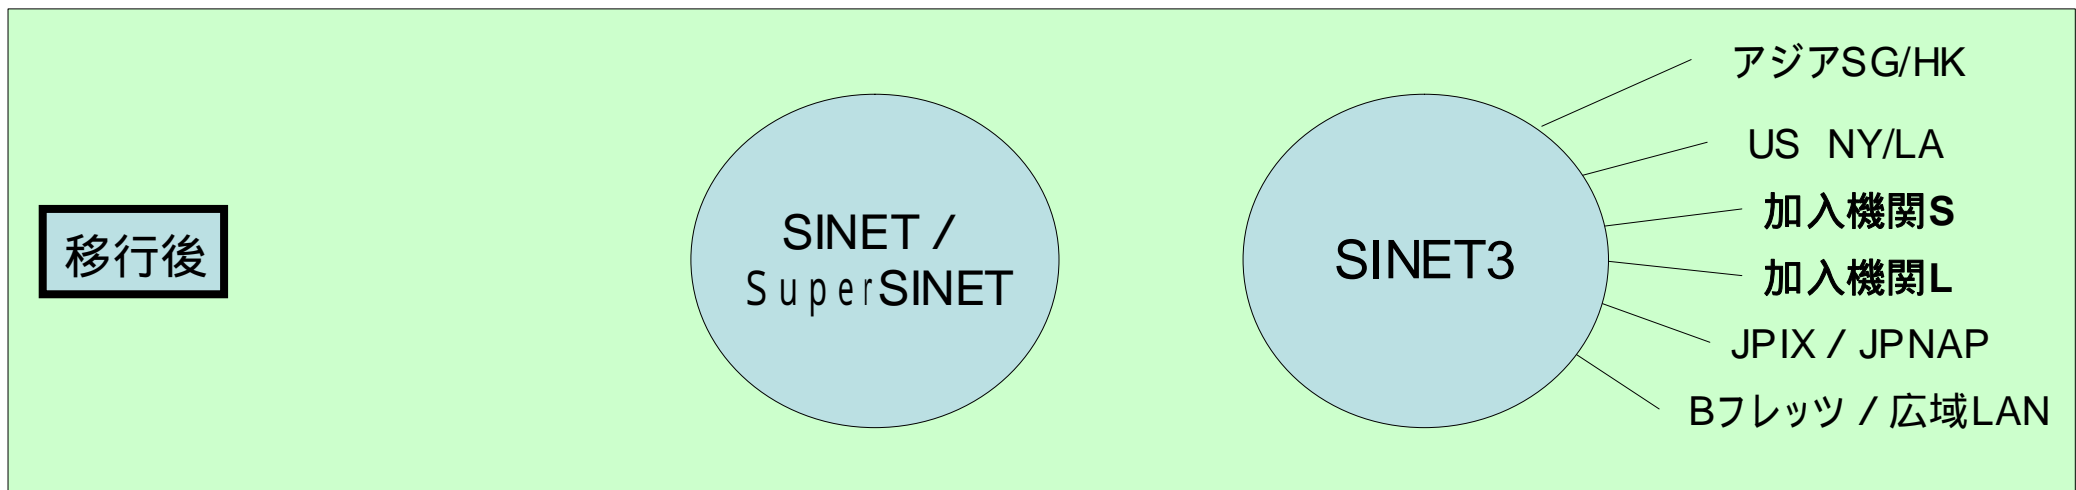 移行後
SINET /
SuperSINET
SINET3
アジアSG/HK
US NY/LA
加入機関S
加入機関L
JPIX / JPNAP
Bフレッツ / 広域LAN